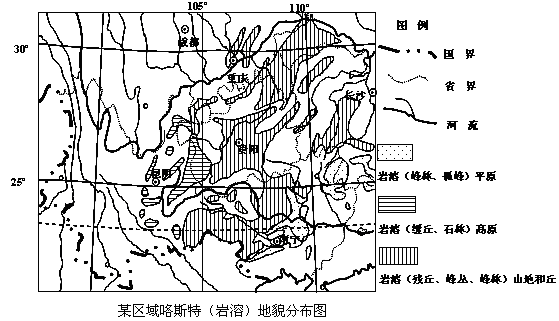 105° 110°
30°
成都
重庆
长沙
贵阳
昆明
25°
南宁
图 例
国 界
省 界
河 流
岩溶（峰林、孤峰）平原
岩溶（缓丘、石林）高原
岩溶（残丘、峰丛、峰林）山地和丘
某区域喀斯特（岩溶）地貌分布图